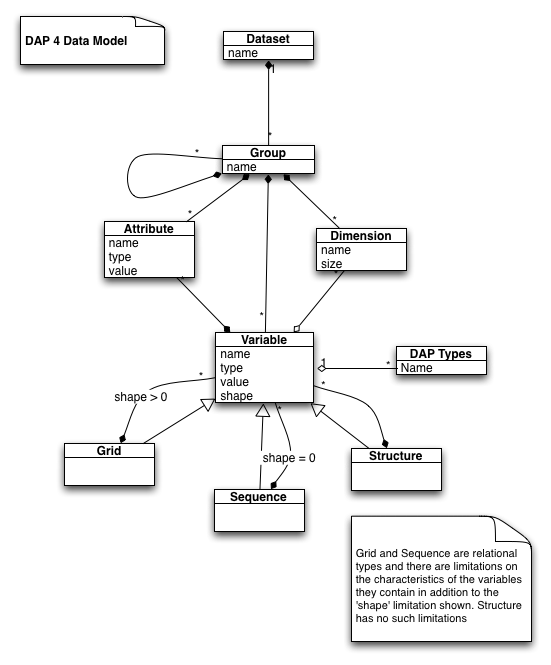 DAP 4 Data Model
Dataset
name
1
*
Group
name
*
*
*
Attribute
name
type
value
Dimension
name
size
*
*
*
Variable
name
type
value
shape
1
*
DAP Types
Name
*
*
*
shape > 0
shape = 0
Grid
Sequence
Structure
Grid and Sequence are relational
types and there are limitations on
the characteristics of the variables
they contain in addition to the
'shape' limitation shown. Structure
has no such limitations